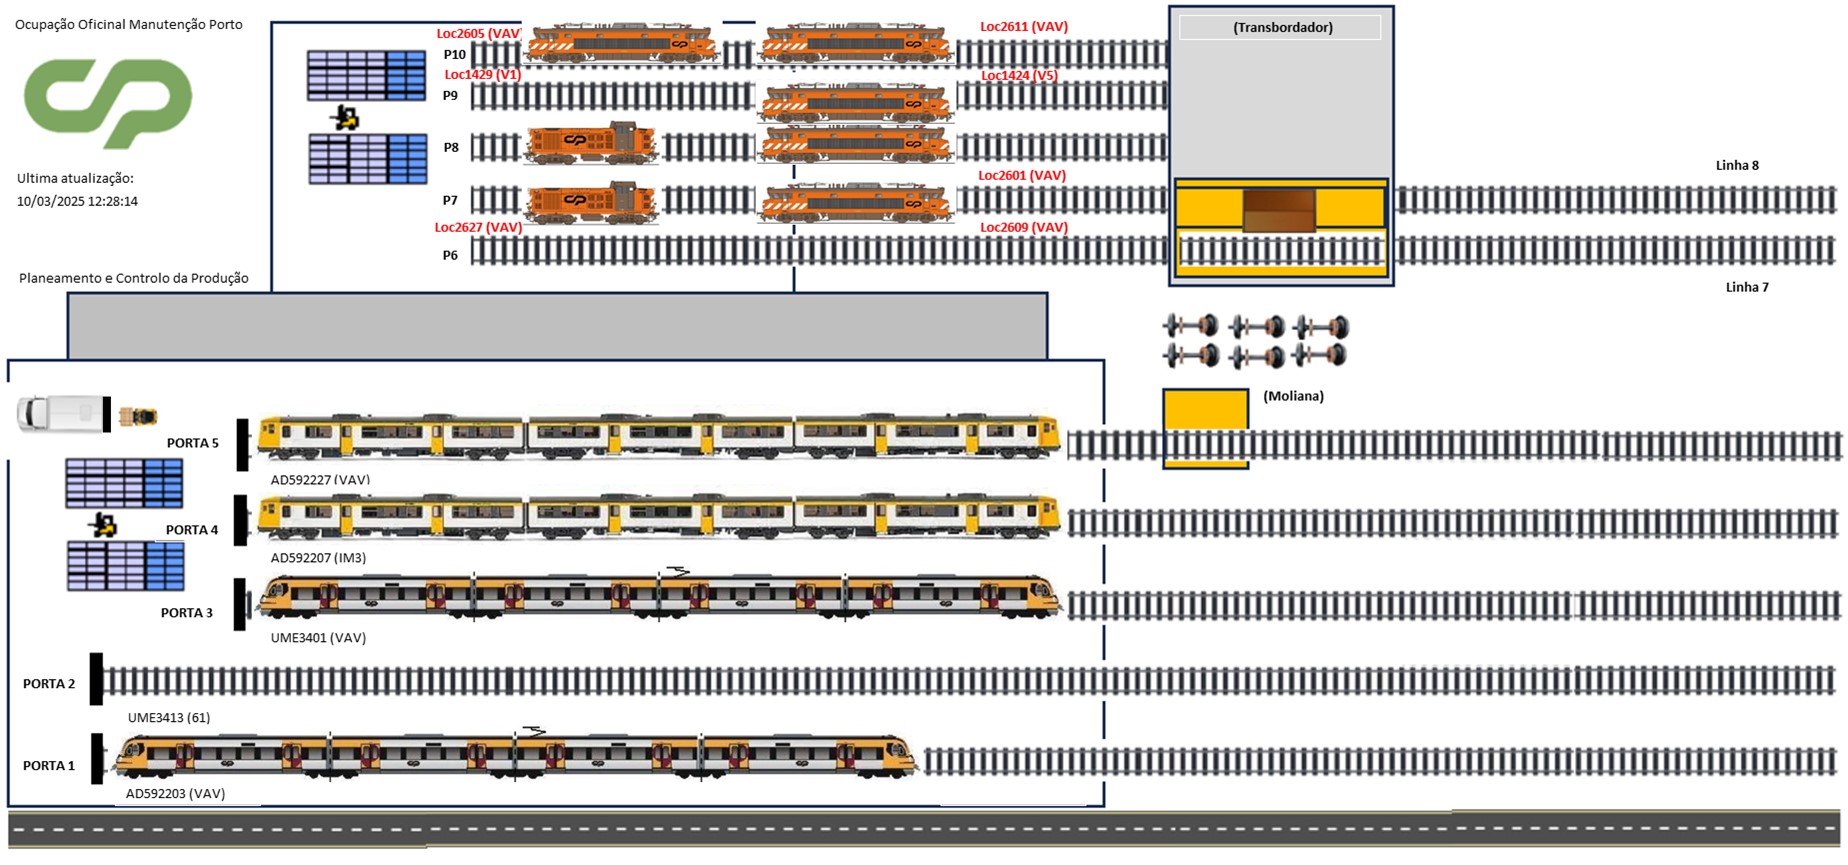 Ocupação Oficinal Manutenção Porto
CP
Ultima atualização:
10/03/2025 12:28:14
Planeamento e Controlo da Produção
Loc2605 (VAV)
Loc2611 (VAV)
P10
Loc1429 (V1)
Loc1424 (V5)
P9
P8
Loc2601 (VAV)
P7
Loc2627 (VAV)
Loc2609 (VAV)
P6
(Transbordador)
Linha 8
Linha 7
(Moliana)
PORTA 5
AD592227 (VAV)
PORTA 4
AD592207 (IM3)
PORTA 3
UME3401 (VAV)
PORTA 2
UME3413 (61)
PORTA 1
AD592203 (VAV)